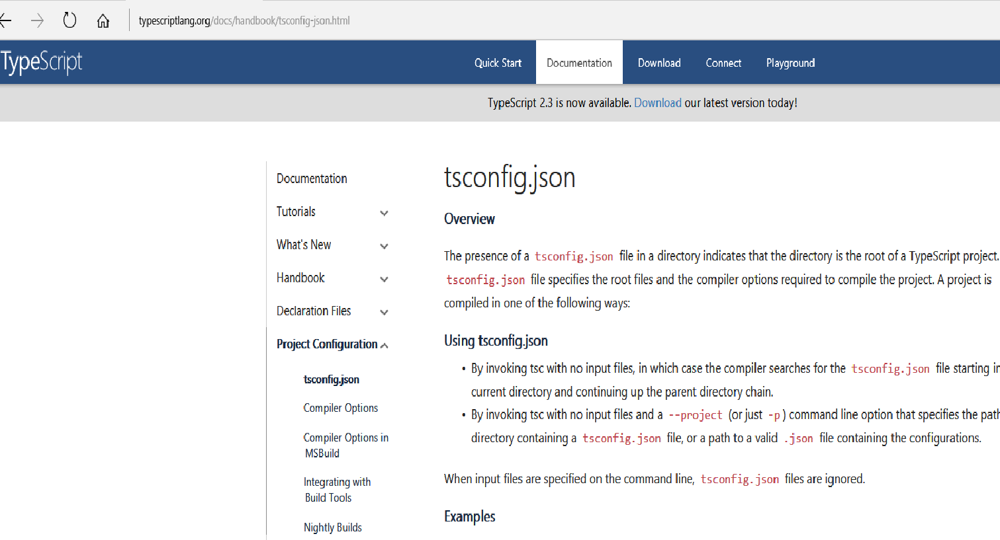 typescriptlang.org/docs/handbook/tsconfig-json.html
TypeScript
Quick Start
Documentation
Download
Connect
Playground
TypeScript 2.3 is now available. Download our latest version today!
Documentation
Tutorials
What's New
Handbook
Declaration Files
Project Configuration
tsconfig.json
Compiler Options
Compiler Options in
MSBuild
Integrating with
Build Tools
Nightly Builds
tsconfig.json
Overview
The presence of a tsconfig.json file in a directory indicates that the directory is the root of a TypeScript project.
tsconfig.json file specifies the root files and the compiler options required to compile the project. A project is
compiled in one of the following ways:
Using tsconfig.json
• By invoking tsc with no input files, in which case the compiler searches for the tsconfig.json file starting in
current directory and continuing up the parent directory chain.
• By invoking tsc with no input files and a --project (or just -p) command line option that specifies the path
directory containing a tsconfig.json file, or a path to a valid .json file containing the configurations.
When input files are specified on the command line, tsconfig.json files are ignored.
Examples